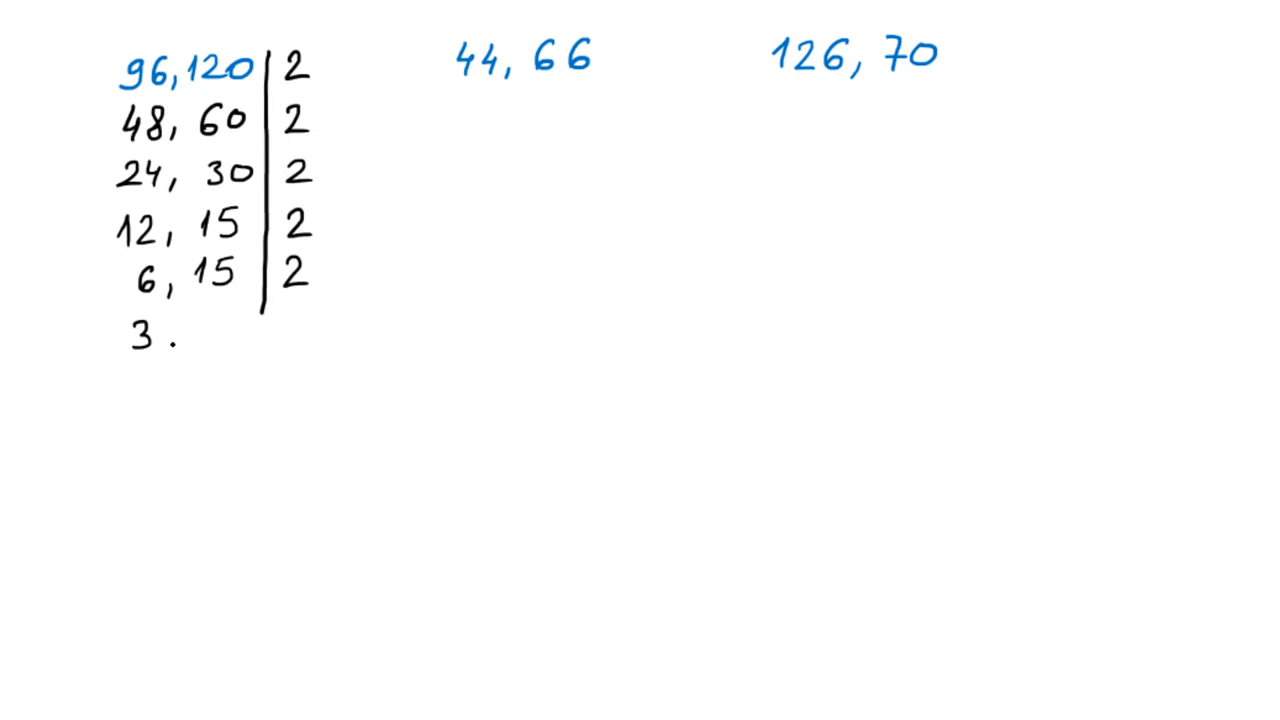 96, 120 | 2
48, 60 | 2
24, 30 | 2
12, 15 | 2
6, 15 | 2
3 .
44, 66
126, 70